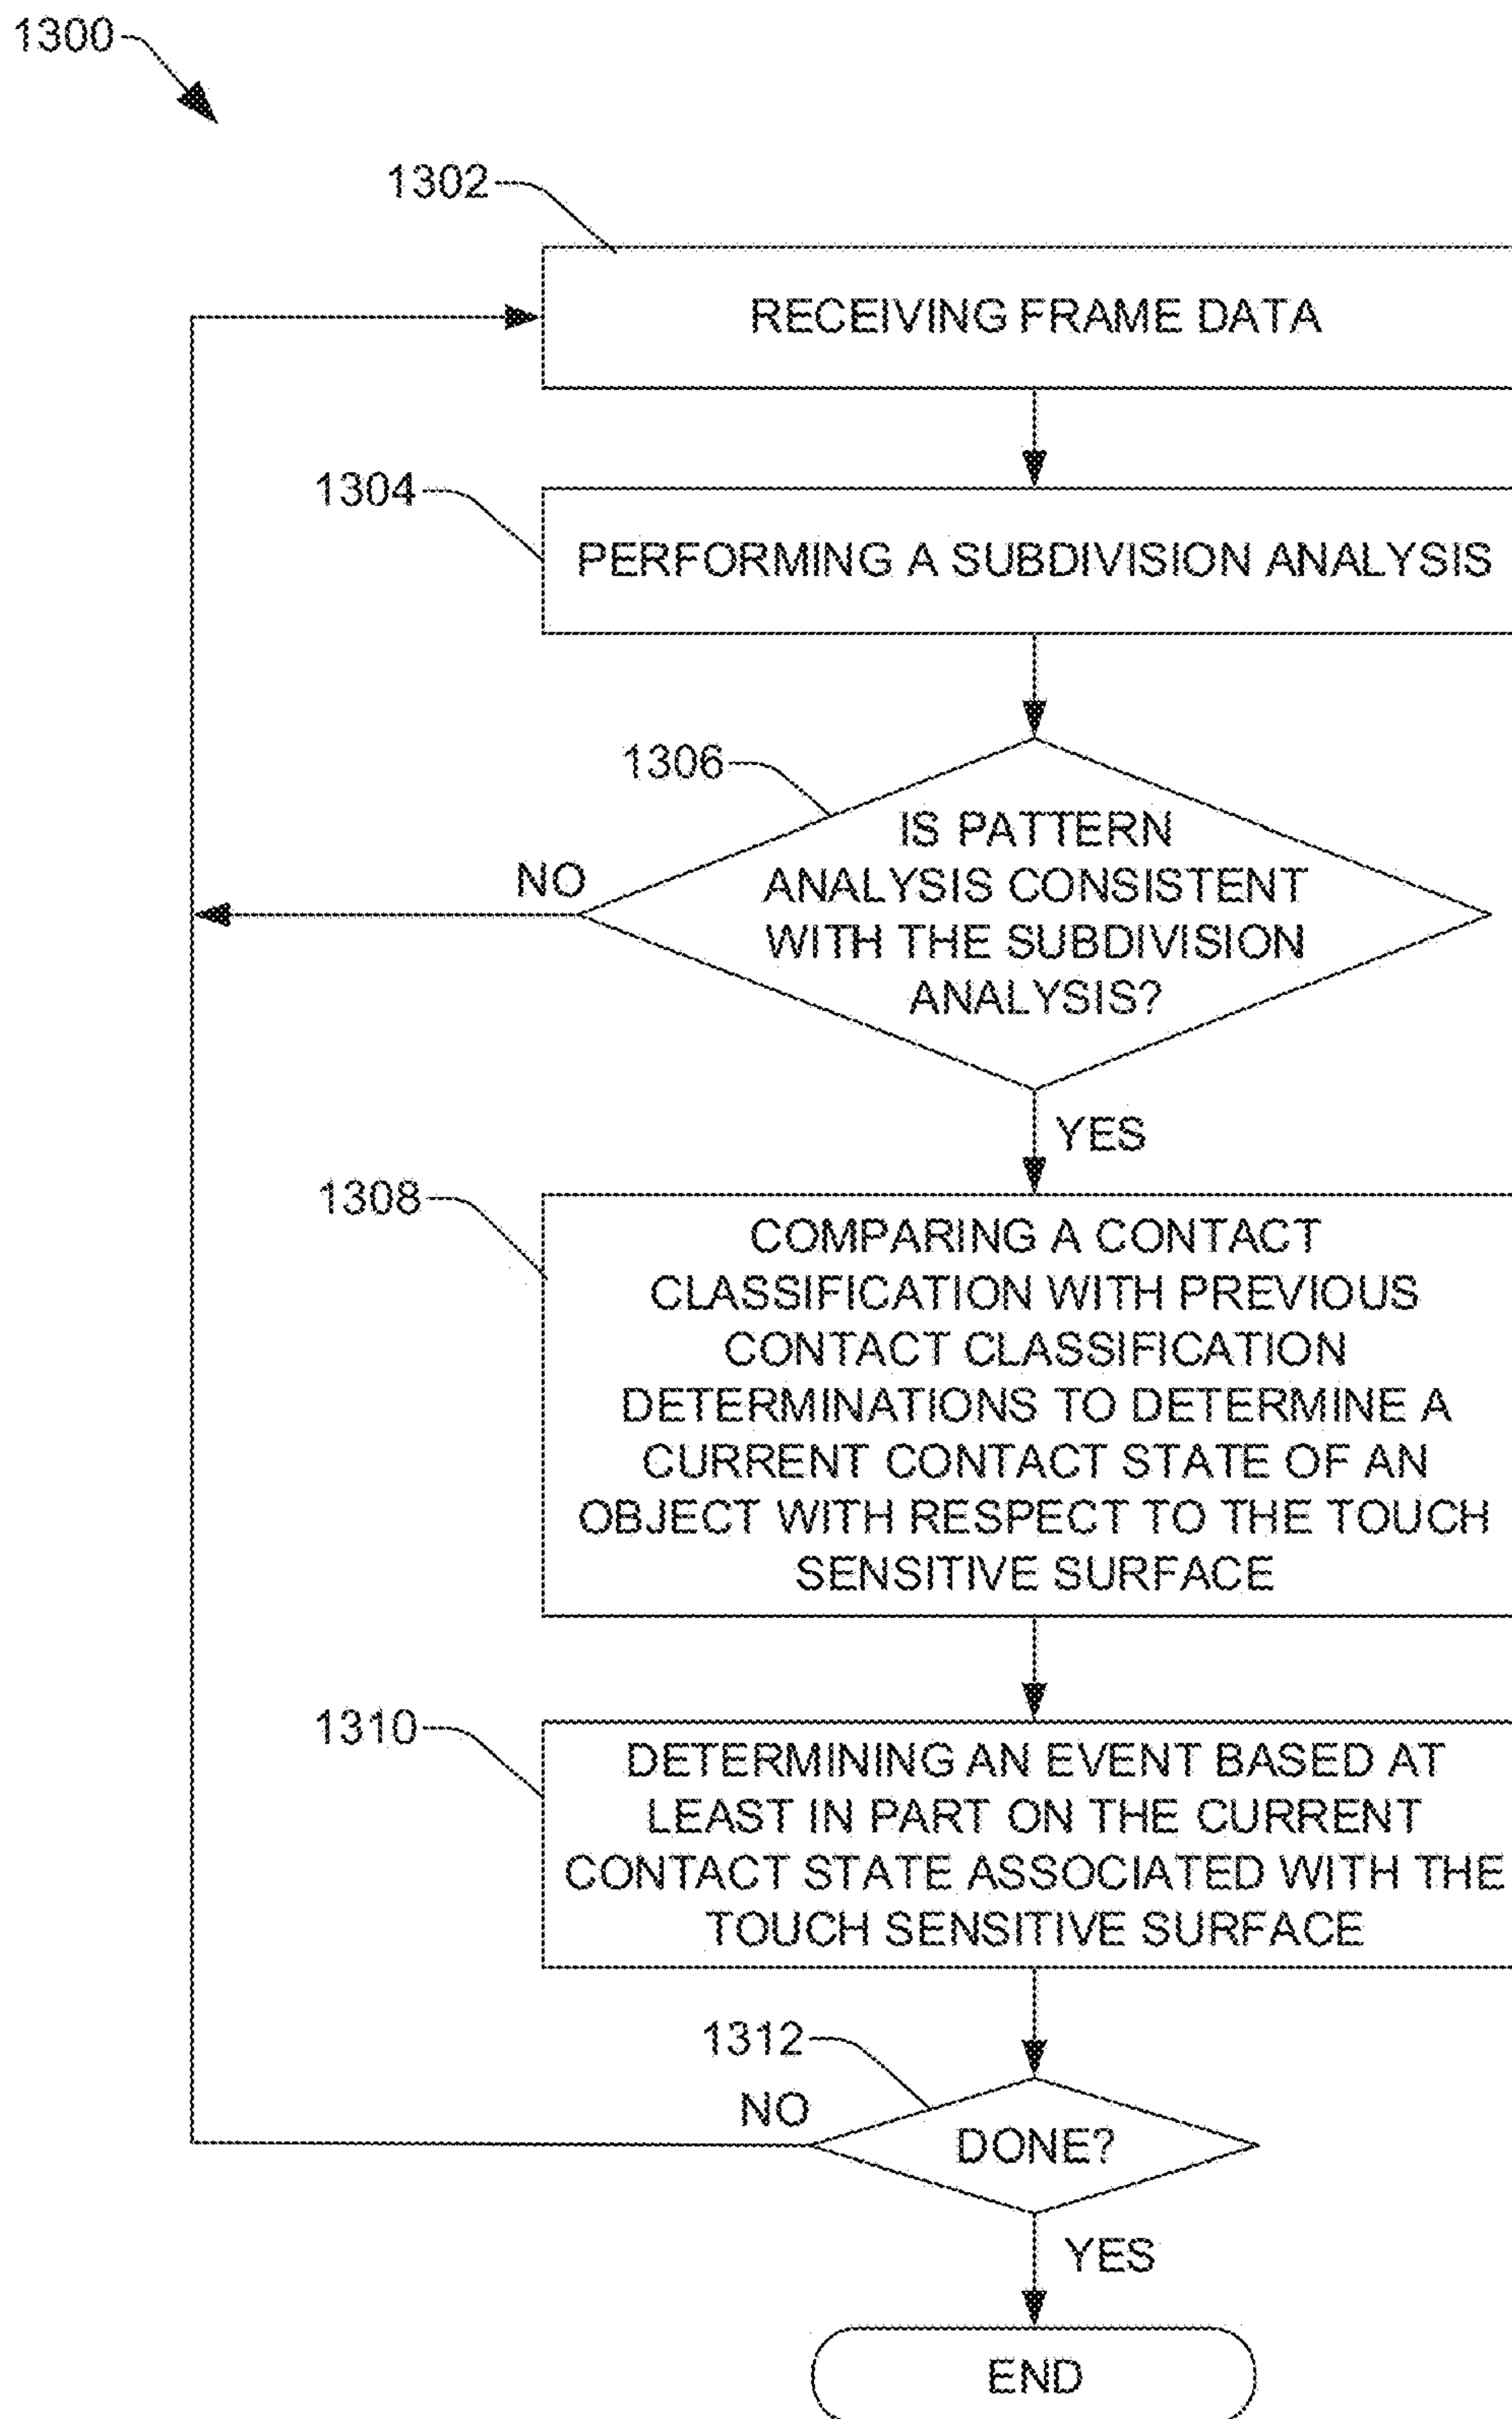 1300
1302
RECEIVING FRAME DATA
1304
PERFORMING A SUBDIVISION ANALYSIS
1306
IS PATTERN
ANALYSIS CONSISTENT
WITH THE SUBDIVISION
ANALYSIS?
NO
YES
1308
COMPARING A CONTACT
CLASSIFICATION WITH PREVIOUS
CONTACT CLASSIFICATION
DETERMINATIONS TO DETERMINE A
CURRENT CONTACT STATE OF AN
OBJECT WITH RESPECT TO THE TOUCH
SENSITIVE SURFACE
1310
DETERMINING AN EVENT BASED AT
LEAST IN PART ON THE CURRENT
CONTACT STATE ASSOCIATED WITH THE
TOUCH SENSITIVE SURFACE
1312
NO
DONE?
YES
END